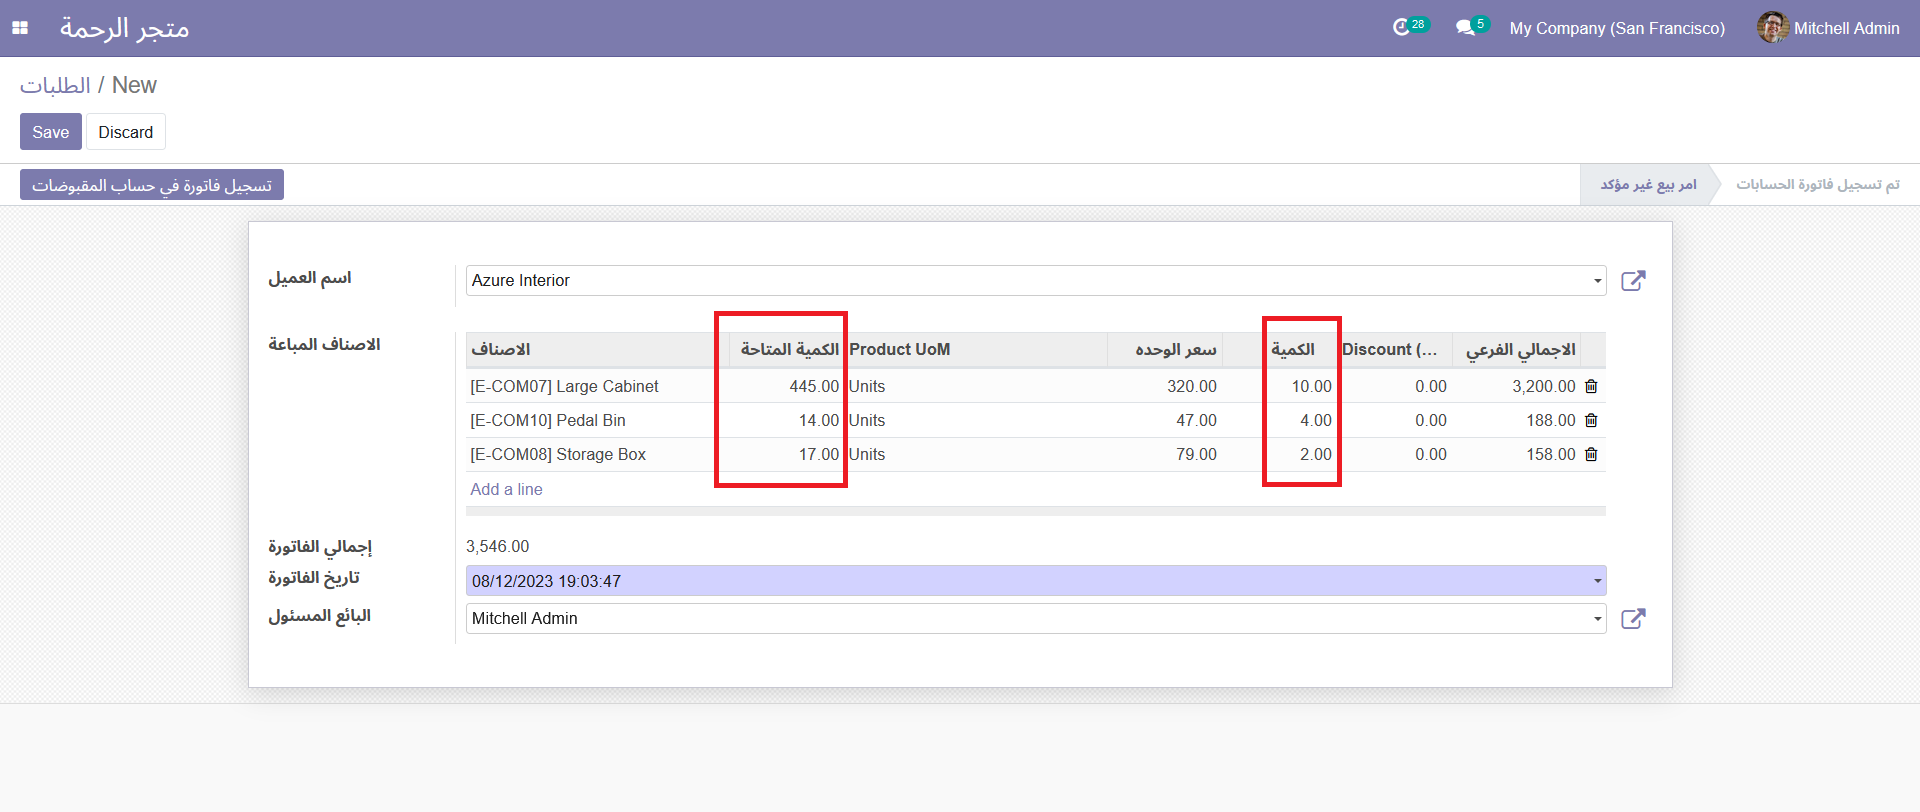 متجر الرحمة
28
5
My Company (San Francisco)
Mitchell Admin
الطلبات / New
Save
Discard
تسجيل فاتورة في حساب المقبوضات
امر بيع غير مؤكد
تم تسجيل فاتورة الحسابات
اسم العميل
Azure Interior
الاصناف المباعة
الاصناف الكمية المتاحة Product UoM سعر الوحده الكمية Discount (... الاجمالي الفرعي
[E-COM07] Large Cabinet 445.00 Units 320.00 10.00 0.00 3,200.00
[E-COM10] Pedal Bin 14.00 Units 47.00 4.00 0.00 188.00
[E-COM08] Storage Box 17.00 Units 79.00 2.00 0.00 158.00
Add a line
إجمالي الفاتورة
3,546.00
تاريخ الفاتورة
08/12/2023 19:03:47
البائع المسئول
Mitchell Admin